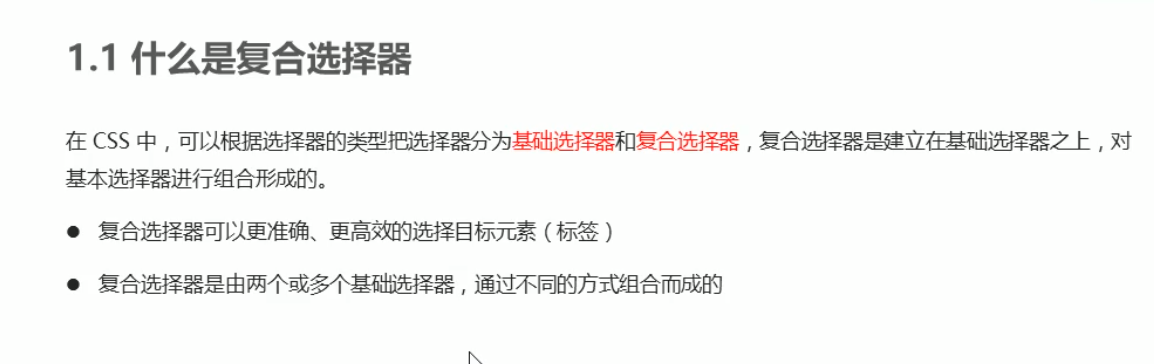 1.1 什么是复合选择器
在 CSS 中，可以根据选择器的类型把选择器分为基础选择器和复合选择器，复合选择器是建立在基础选择器之上，对
基本选择器进行组合形成的。
● 复合选择器可以更准确、更高效的选择目标元素（标签）
● 复合选择器是由两个或多个基础选择器，通过不同的方式组合而成的